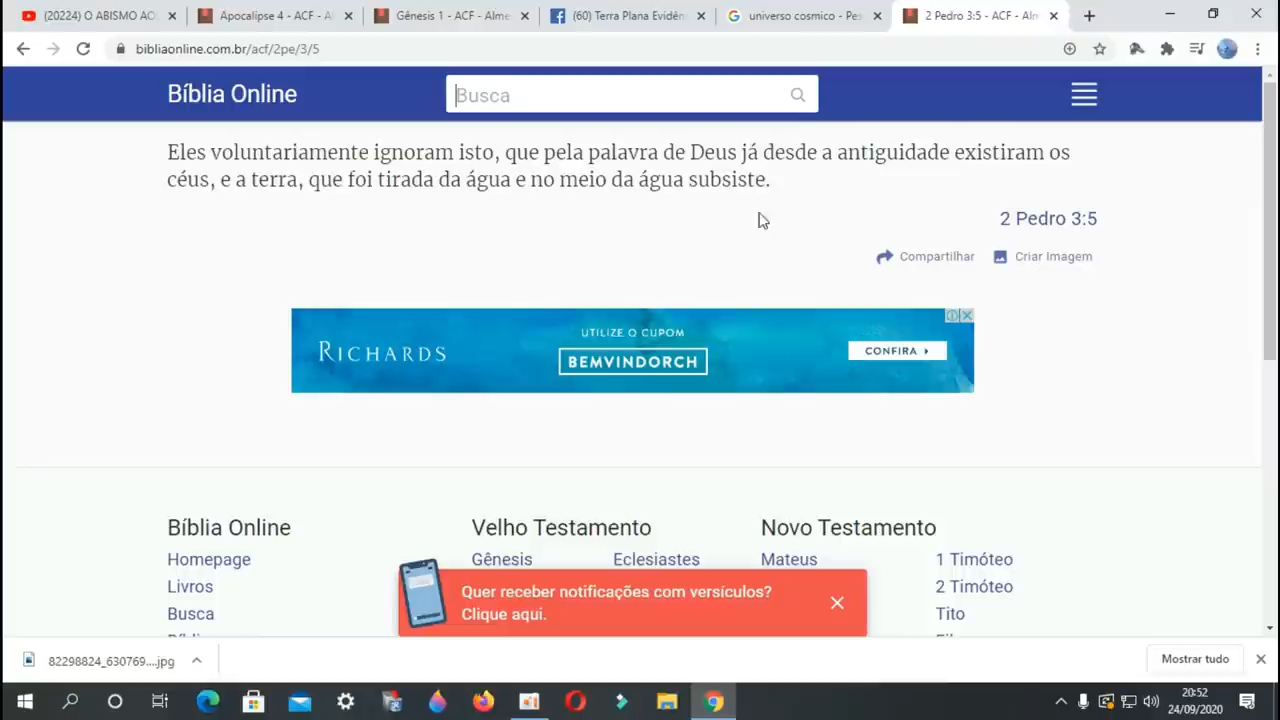 (20224) O ABISMO AO
Apocalipse 4 - ACF - Al
Gênesis 1 - ACF - Alme
(60) Terra Plana Evidên
universo cosmico - Pes
2 Pedro 3:5 - ACF - Alm
bibliaonline.com.br/acf/2pe/3/5
Bíblia Online
Busca
Eles voluntariamente ignoram isto, que pela palavra de Deus já desde a antiguidade existiram os
céus, e a terra, que foi tirada da água e no meio da água subsiste.
2 Pedro 3:5
Compartilhar
Criar Imagem
RICHARDS
UTILIZE O CUPOM
BEMVINDORCH
CONFIRA
Bíblia Online
Velho Testamento
Novo Testamento
Homepage
Gênesis
Eclesiastes
Mateus
1 Timóteo
Livros
2 Timóteo
Busca
Tito
Quer receber notificações com versículos?
Clique aqui.
82298824_630769....jpg
Mostrar tudo
20:52
24/09/2020